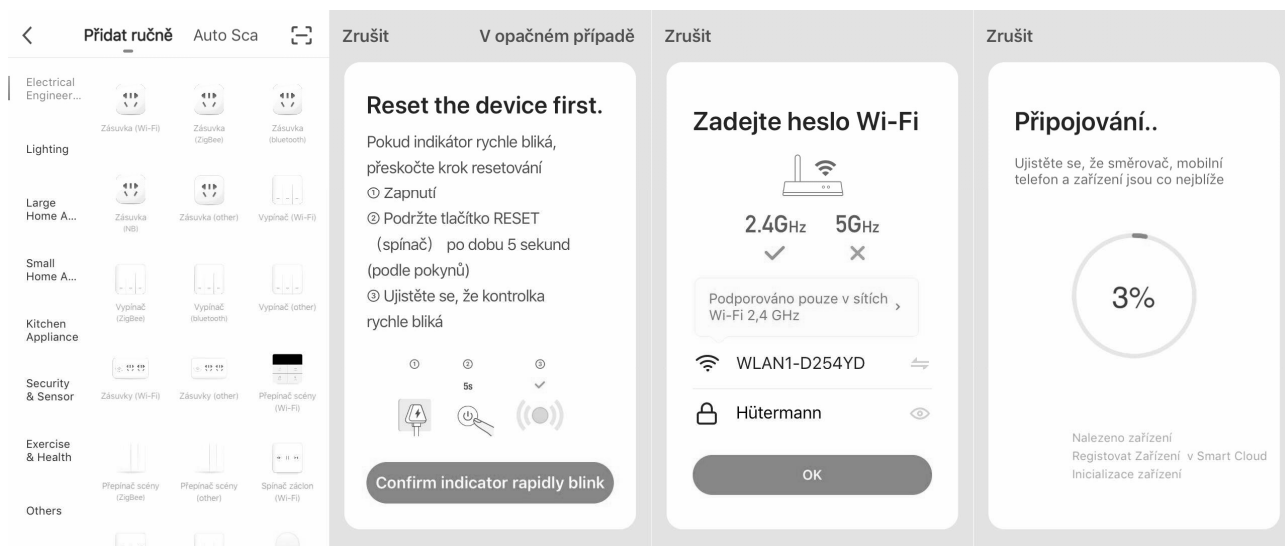 Přidat ručně Auto Sca
Electrical
Engineer...
Lighting
Large
Home A...
Small
Home A...
Kitchen
Appliance
Security
& Sensor
Exercise
& Health
Others
Zásuvka (Wi-Fi)
Zásuvka
(ZigBee)
Zásuvka
(bluetooth)
Zásuvka
(NB)
Zásuvka (other)
Vypínač (Wi-Fi)
Vypínač
(ZigBee)
Vypínač
(bluetooth)
Vypínač (other)
Zásuvky (Wi-Fi)
Zásuvky (other)
Přepínač scény
(Wi-Fi)
Přepínač scény
(ZigBee)
Přepínač scény
(other)
Spínač záclon
(Wi-Fi)
Zrušit V opačném případě
Reset the device first.
Pokud indikátor rychle bliká,
přeskočte krok resetování
① Zapnutí
② Podržte tlačítko RESET
(spínač) po dobu 5 sekund
(podle pokynů)
③ Ujistěte se, že kontrolka
rychle bliká
① ② ③
5s
Confirm indicator rapidly blink
Zrušit
Zadejte heslo Wi-Fi
2.4GHz 5GHz
Podporováno pouze v sítích
Wi-Fi 2,4 GHz
WLAN1-D254YD
Hütermann
OK
Zrušit
Připojování..
Ujistěte se, že směrovač, mobilní
telefon a zařízení jsou co nejblíže
3%
Nalezeno zařízení
Registovat Zařízení v Smart Cloud
Inicializace zařízení